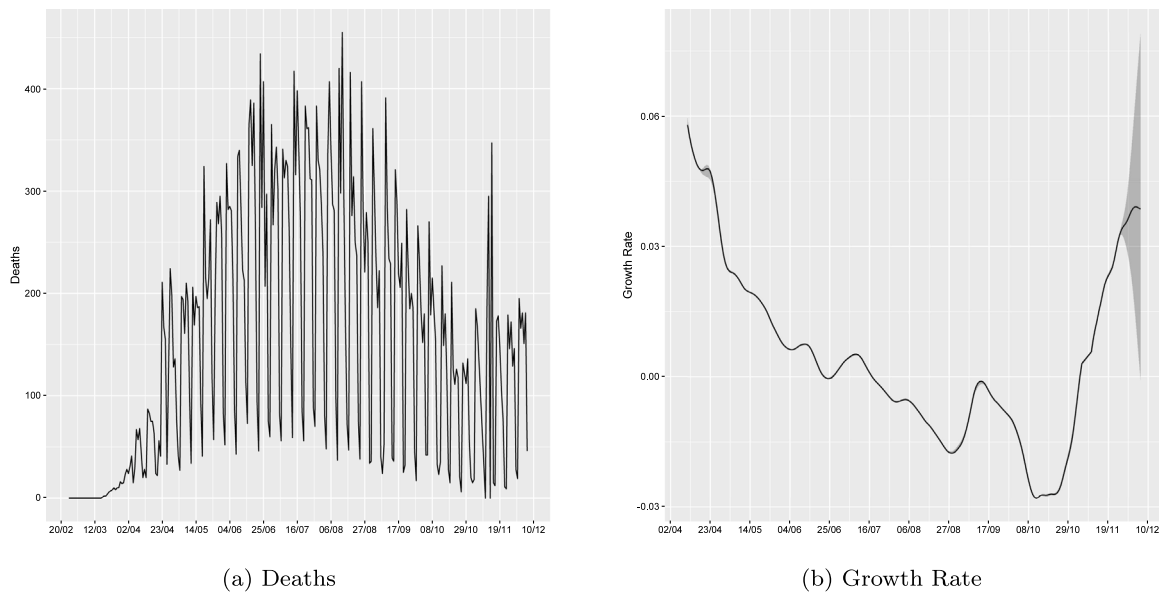 400
300
200
100
0
Deaths
20/02 12/03 02/04 23/04 14/05 04/06 25/06 16/07 06/08 27/08 17/09 08/10 29/10 19/11 10/12
(a) Deaths
0.06
0.03
0.00
-0.03
Growth Rate
02/04 23/04 14/05 04/06 25/06 16/07 06/08 27/08 17/09 08/10 29/10 19/11 10/12
(b) Growth Rate